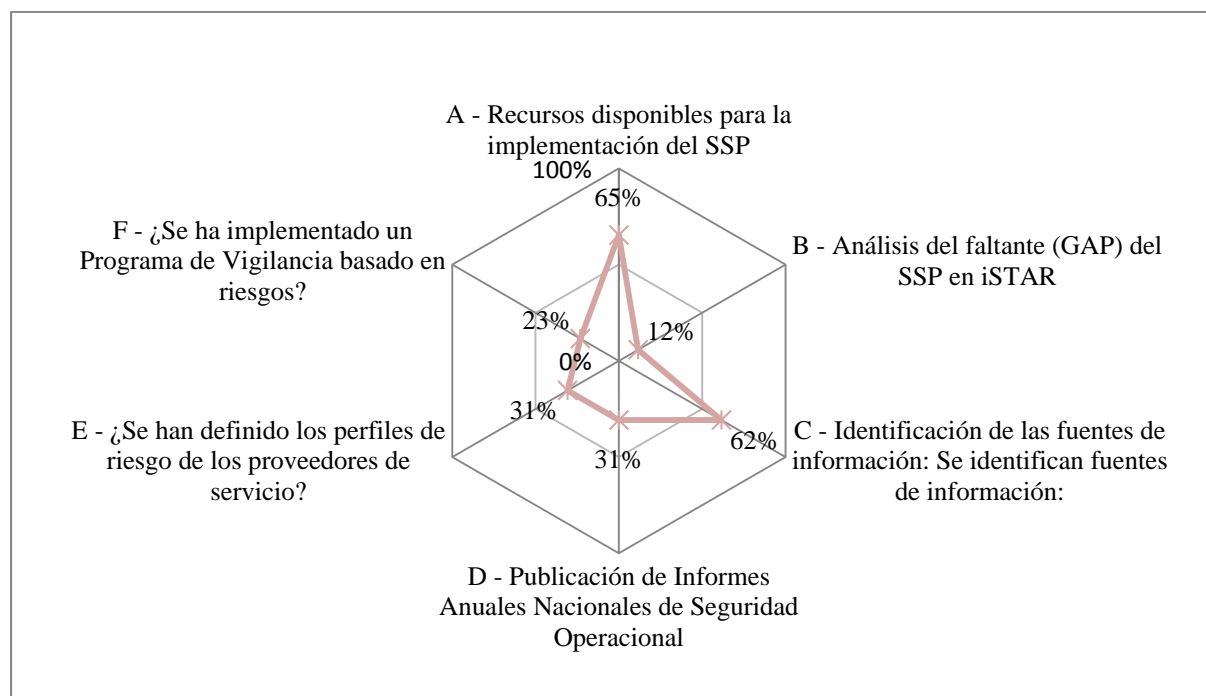 A - Recursos disponibles para la
implementación del SSP
100%
65%
F - ¿Se ha implementado un
Programa de Vigilancia basado en
riesgos?
B - Análisis del faltante (GAP) del
SSP en iSTAR
23%
12%
0%
E - ¿Se han definido los perfiles de
riesgo de los proveedores de
servicio?
31%
31%
62%
C - Identificación de las fuentes de
información: Se identifican fuentes
de información:
D - Publicación de Informes
Anuales Nacionales de Seguridad
Operacional